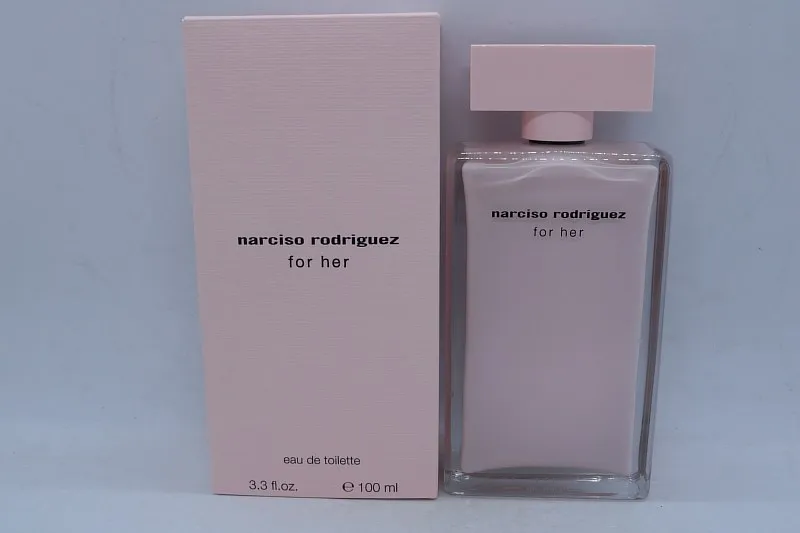 narciso rodriguez
for her
eau de toilette
3.3 fl.oz. ℮ 100 ml
narciso rodriguez
for her